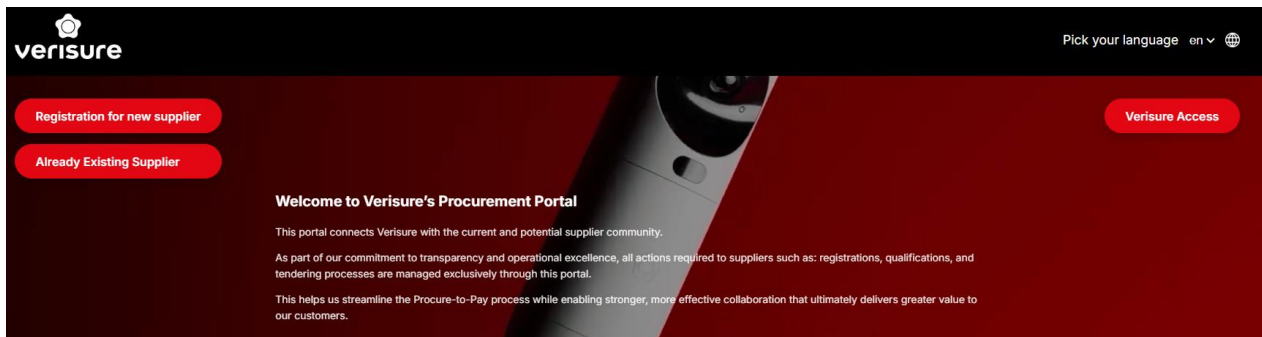 verisure
Pick your language en
Registration for new supplier
Verisure Access
Already Existing Supplier
Welcome to Verisure's Procurement Portal
This portal connects Verisure with the current and potential supplier community.
As part of our commitment to transparency and operational excellence, all actions required to suppliers such as: registrations, qualifications, and
tendering processes are managed exclusively through this portal.
This helps us streamline the Procure-to-Pay process while enabling stronger, more effective collaboration that ultimately delivers greater value to
our customers.